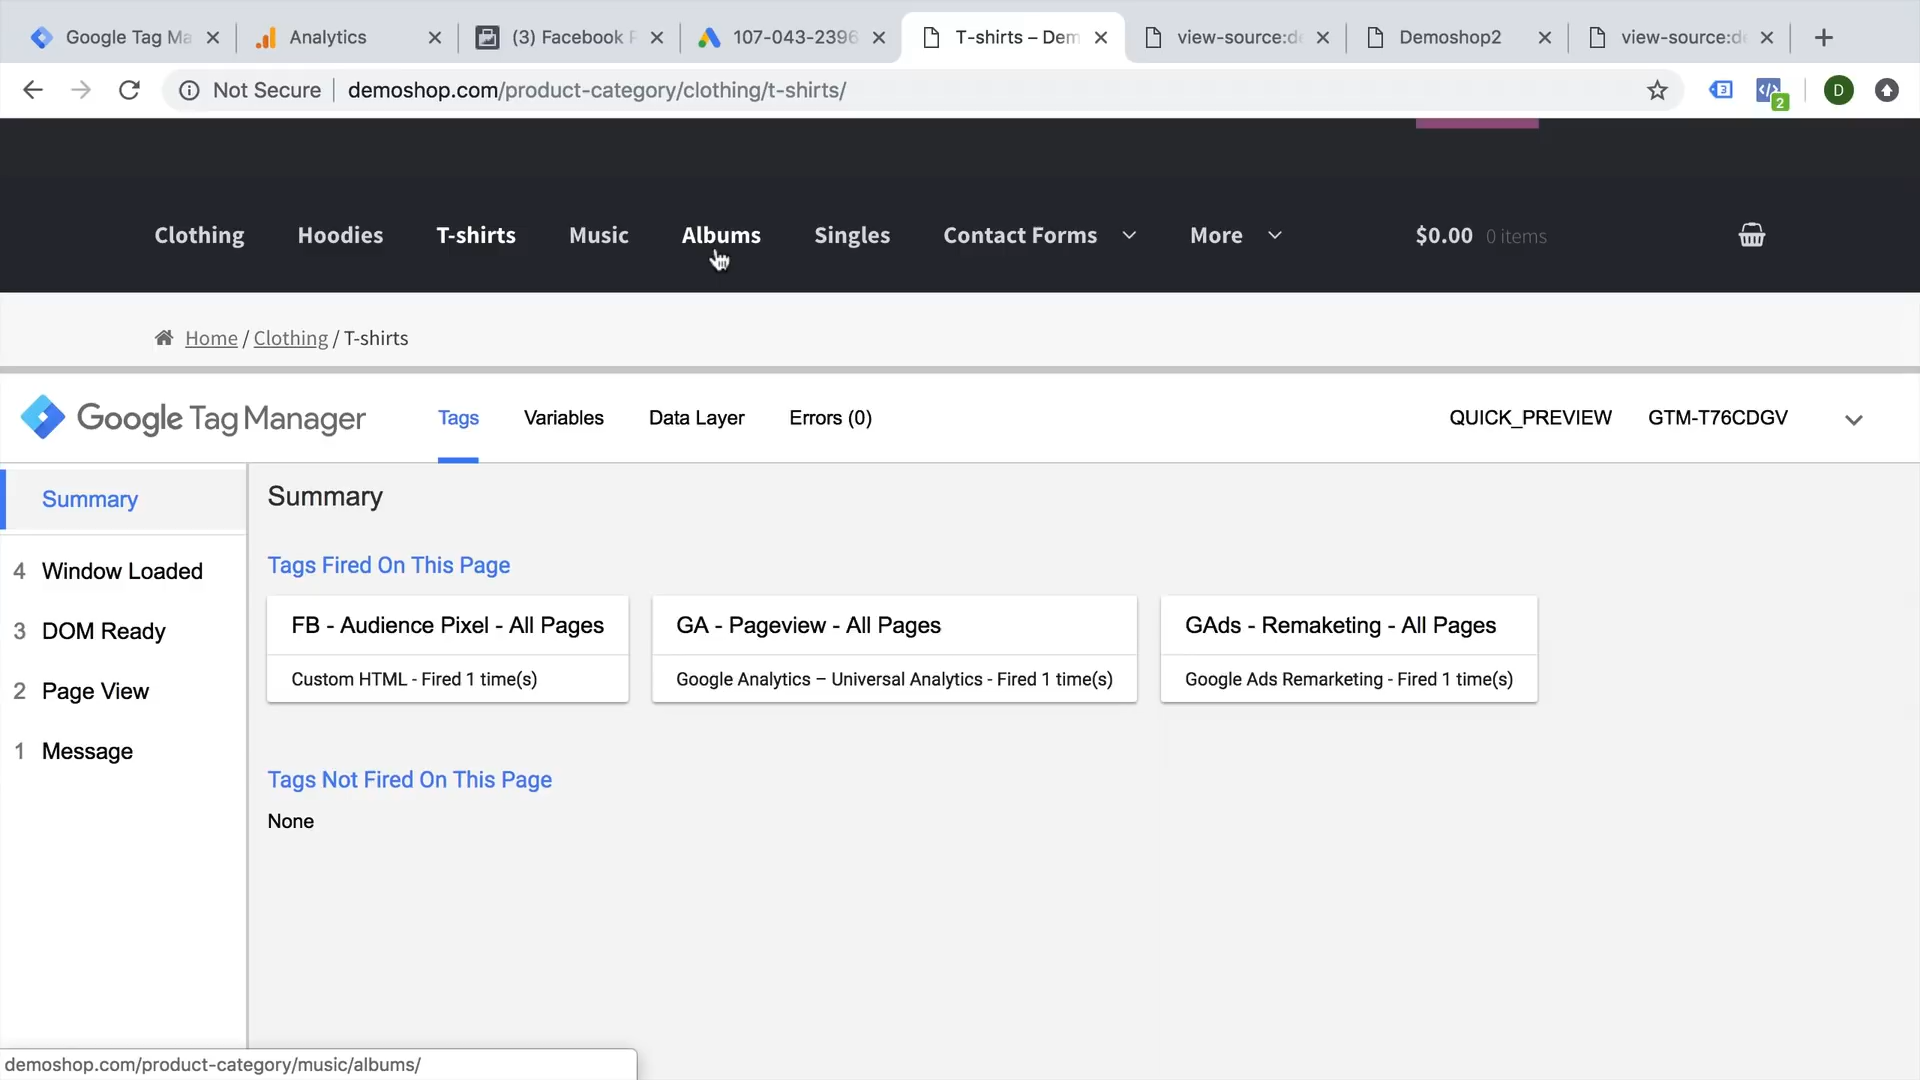 Google Tag Ma
Analytics
(3) Facebook P
107-043-2396
T-shirts – Dem
view-source:de
Demoshop2
view-source:de
Not Secure
demoshop.com/product-category/clothing/t-shirts/
3
</>
2
D
Clothing
Hoodies
T-shirts
Music
Albums
Singles
Contact Forms
More
$0.00 0 items
Home / Clothing / T-shirts
Google Tag Manager
Tags
Variables
Data Layer
Errors (0)
QUICK_PREVIEW
GTM-T76CDGV
Summary
4 Window Loaded
3 DOM Ready
2 Page View
1 Message
Summary
Tags Fired On This Page
FB - Audience Pixel - All Pages
Custom HTML - Fired 1 time(s)
GA - Pageview - All Pages
Google Analytics – Universal Analytics - Fired 1 time(s)
GAds - Remaketing - All Pages
Google Ads Remarketing - Fired 1 time(s)
Tags Not Fired On This Page
None
demoshop.com/product-category/music/albums/